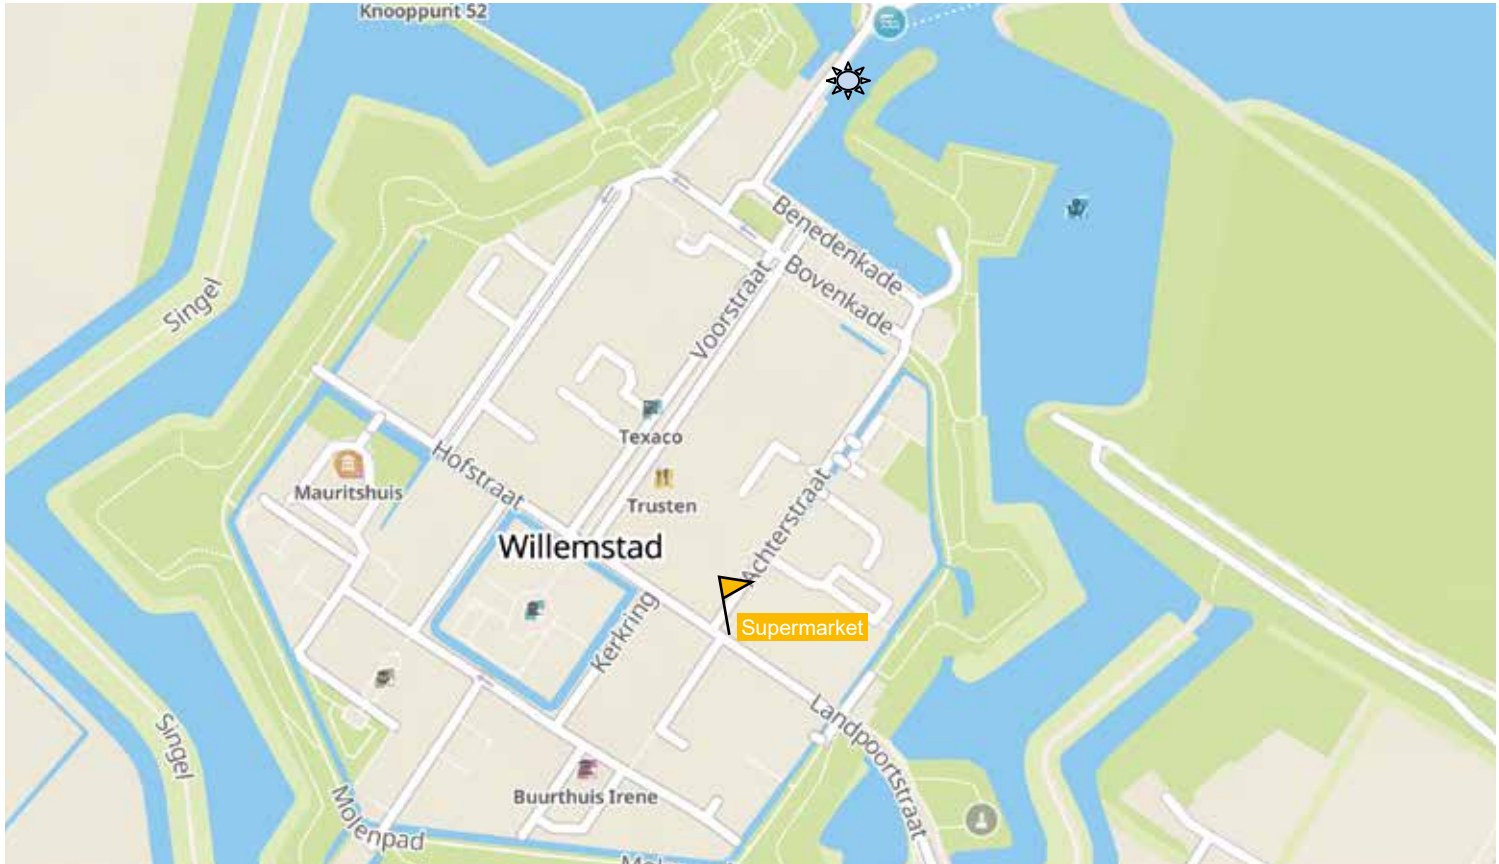 Knooppunt 52
Benedenkade
Bovenkade
Singel
Voorstraat
Texaco
Hofstraat
Mauritshuis
Trusten
Achterstraat
Willemstad
Kerkring
Supermarket
Landpoortstraat
Singel
Buurthuis Irene
Molenpad